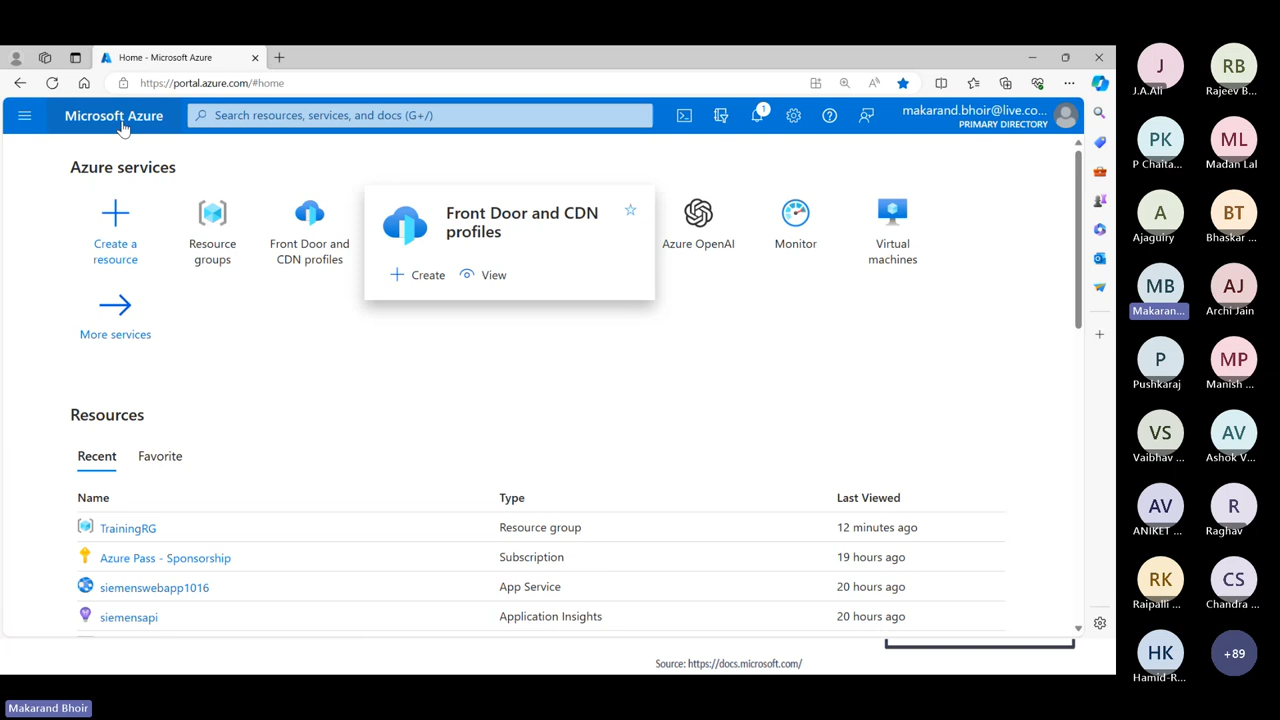 Home - Microsoft Azure
https://portal.azure.com/#home
Microsoft Azure
Search resources, services, and docs (G+/)
1
makarand.bhoir@live.co...
PRIMARY DIRECTORY
Azure services
Create a
resource
Resource
groups
Front Door and
CDN profiles
Front Door and CDN
profiles
Create
View
Azure OpenAI
Monitor
Virtual
machines
More services
Resources
Recent
Favorite
Name
Type
Last Viewed
TrainingRG
Resource group
12 minutes ago
Azure Pass - Sponsorship
Subscription
19 hours ago
siemenswebapp1016
App Service
20 hours ago
siemensapi
Application Insights
20 hours ago
Source: https://docs.microsoft.com/
J
J.A.Ali
RB
Rajeev B...
PK
P Chaita...
ML
Madan Lal
A
Ajaguiry
BT
Bhaskar ...
MB
Makaran...
AJ
Archi Jain
P
Pushkaraj
MP
Manish ...
VS
Vaibhav ...
AV
Ashok V...
AV
ANIKET ...
R
Raghav
RK
Raipalli ...
CS
Chandra ...
HK
Hamid-R...
+89
Makarand Bhoir